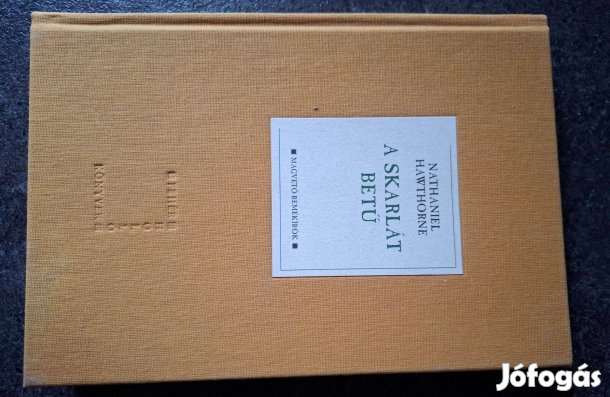 NATHANIEL
HAWTHORNE
A SKARLÁT
BETŰ
■ MAGVETŐ REMEKÍRÓK ■
Jófogás